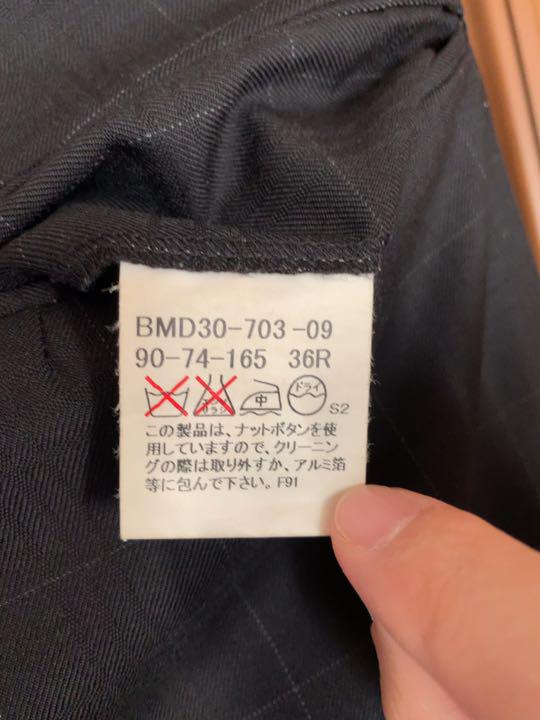 BMD30-703-09
90-74-165 36R
中 ドライ S2
この製品は、ナットボタンを使
用していますので、クリーニン
グの際は取り外すか、アルミ箔
等に包んで下さい。F91